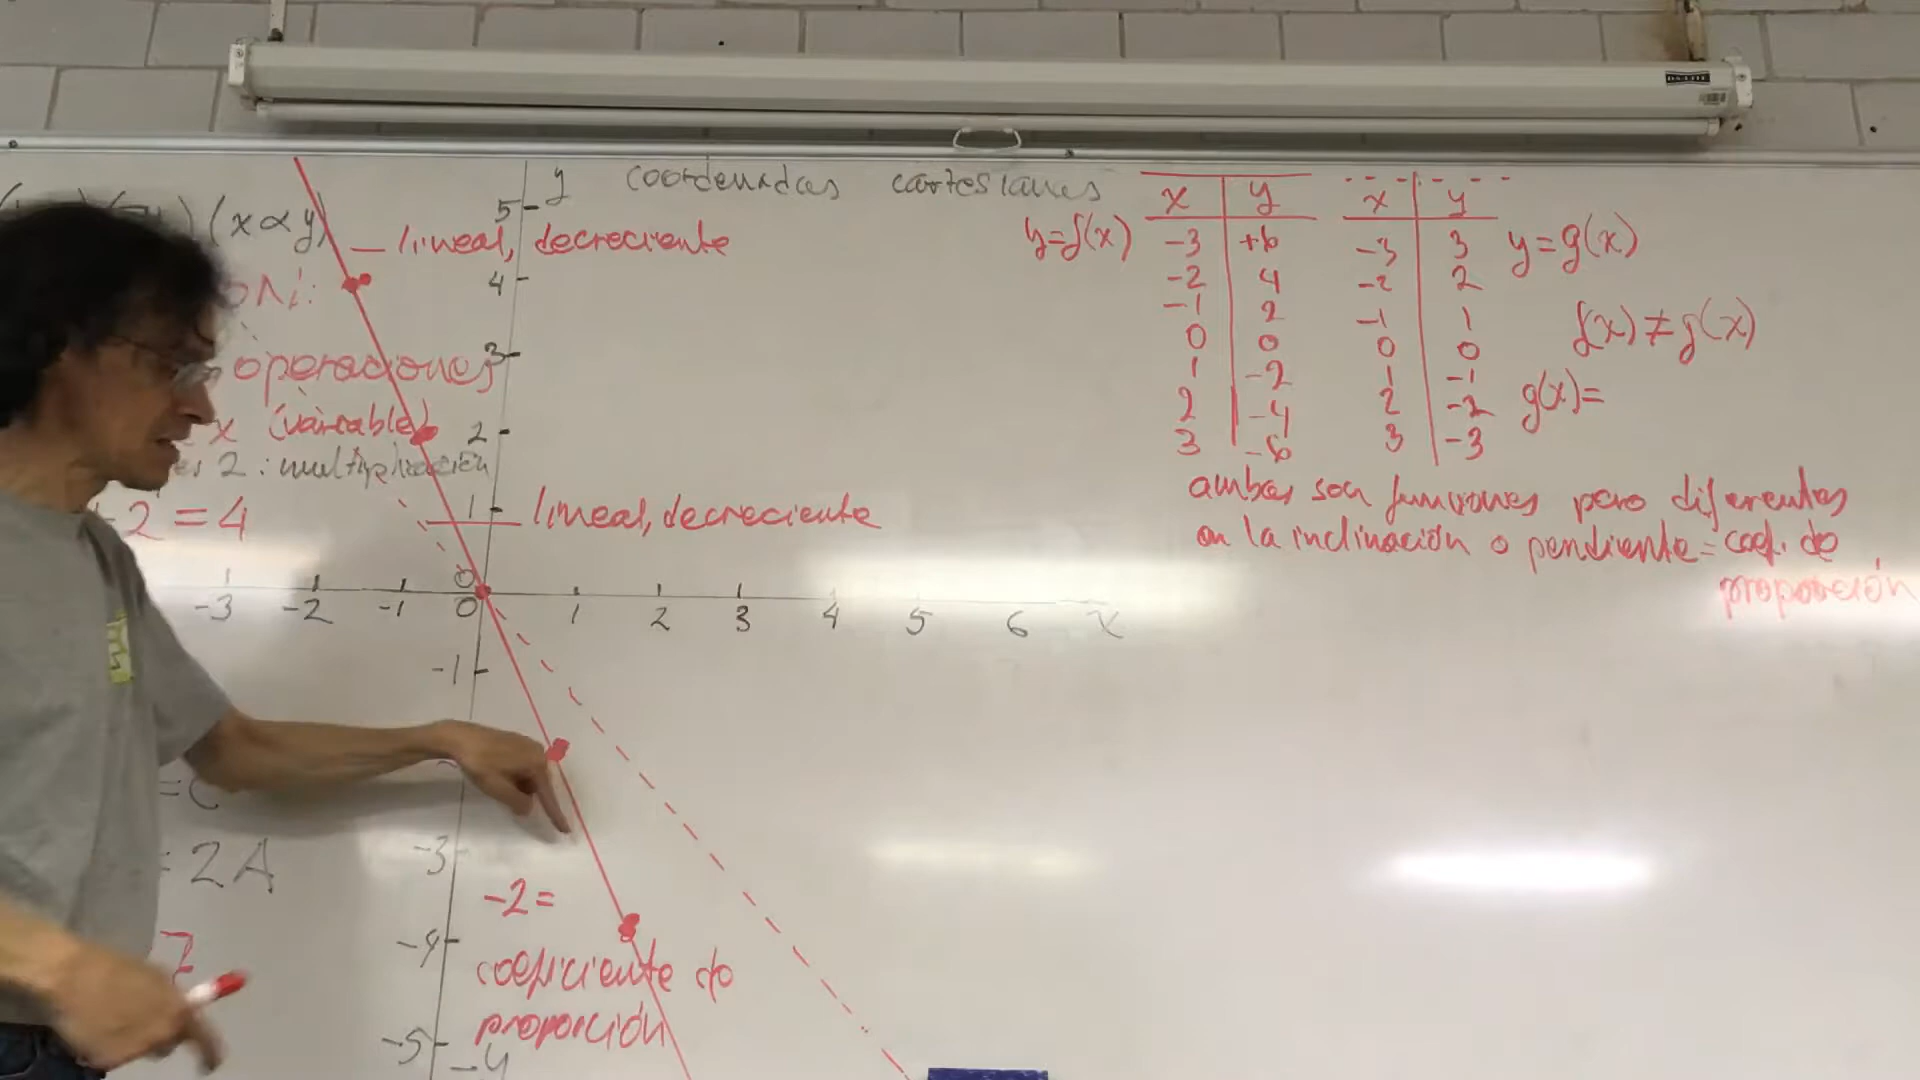 y coordenadas cartesianas
(x ∝ y)
lineal, decreciente
operaciones
x (variable)
2 : multiplicación
2 = 4
lineal, decreciente
5
4
3
2
1
0
-3 -2 -1 0 1 2 3 4 5 6 x
-1
-3
-4
-5
-y
= 2A
-2 =
coeficiente de
proporción
y=f(x)
x y
-3 +6
-2 4
-1 2
0 0
1 -2
2 -4
3 -6
x y
-3 3
-2 2
-1 1
0 0
1 -1
2 -2
3 -3
y = g(x)
f(x) ≠ g(x)
g(x)=
ambas son funciones pero diferentes
en la inclinación o pendiente = coef. de
proporción
DA-LITE